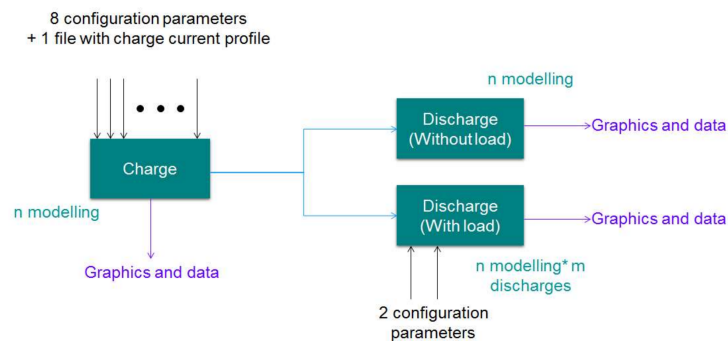 8 configuration parameters
+ 1 file with charge current profile
n modelling
Discharge
(Without load)
Graphics and data
Charge
n modelling
Discharge
(With load)
Graphics and data
Graphics and data
n modelling* m
discharges
2 configuration
parameters